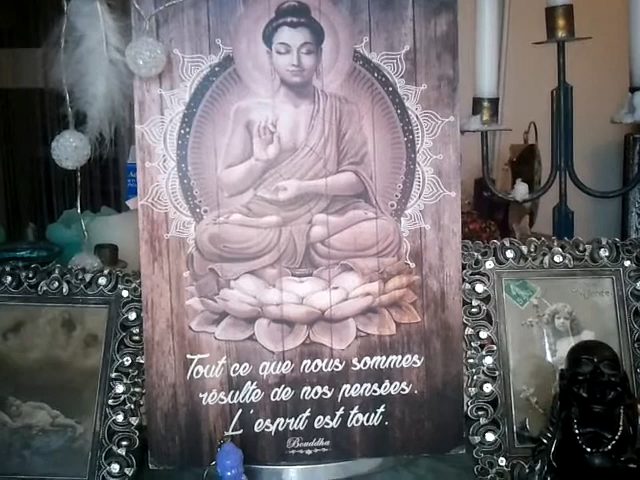 Tout ce que nous sommes
résulte de nos pensées.
L'esprit est tout.
Bouddha